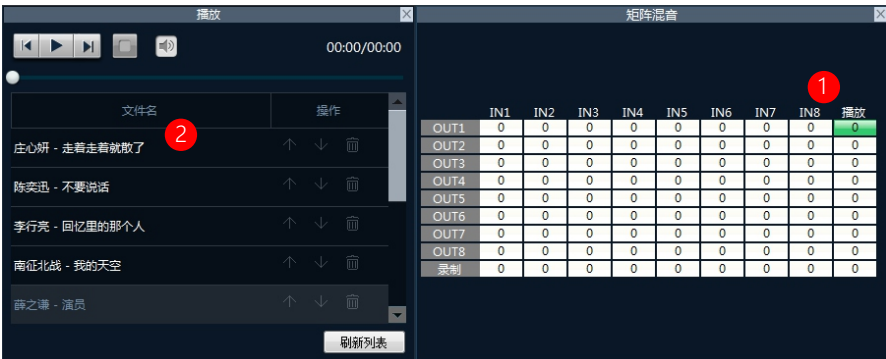 播放
00:00/00:00
文件名 操作
2
庄心妍 - 走着走着就散了
陈奕迅 - 不要说话
李行亮 - 回忆里的那个人
南征北战 - 我的天空
薛之谦 - 演员
刷新列表
矩阵混音
1
IN1 IN2 IN3 IN4 IN5 IN6 IN7 IN8 播放
OUT1 0 0 0 0 0 0 0 0 0
OUT2 0 0 0 0 0 0 0 0 0
OUT3 0 0 0 0 0 0 0 0 0
OUT4 0 0 0 0 0 0 0 0 0
OUT5 0 0 0 0 0 0 0 0 0
OUT6 0 0 0 0 0 0 0 0 0
OUT7 0 0 0 0 0 0 0 0 0
OUT8 0 0 0 0 0 0 0 0 0
录制 0 0 0 0 0 0 0 0 0